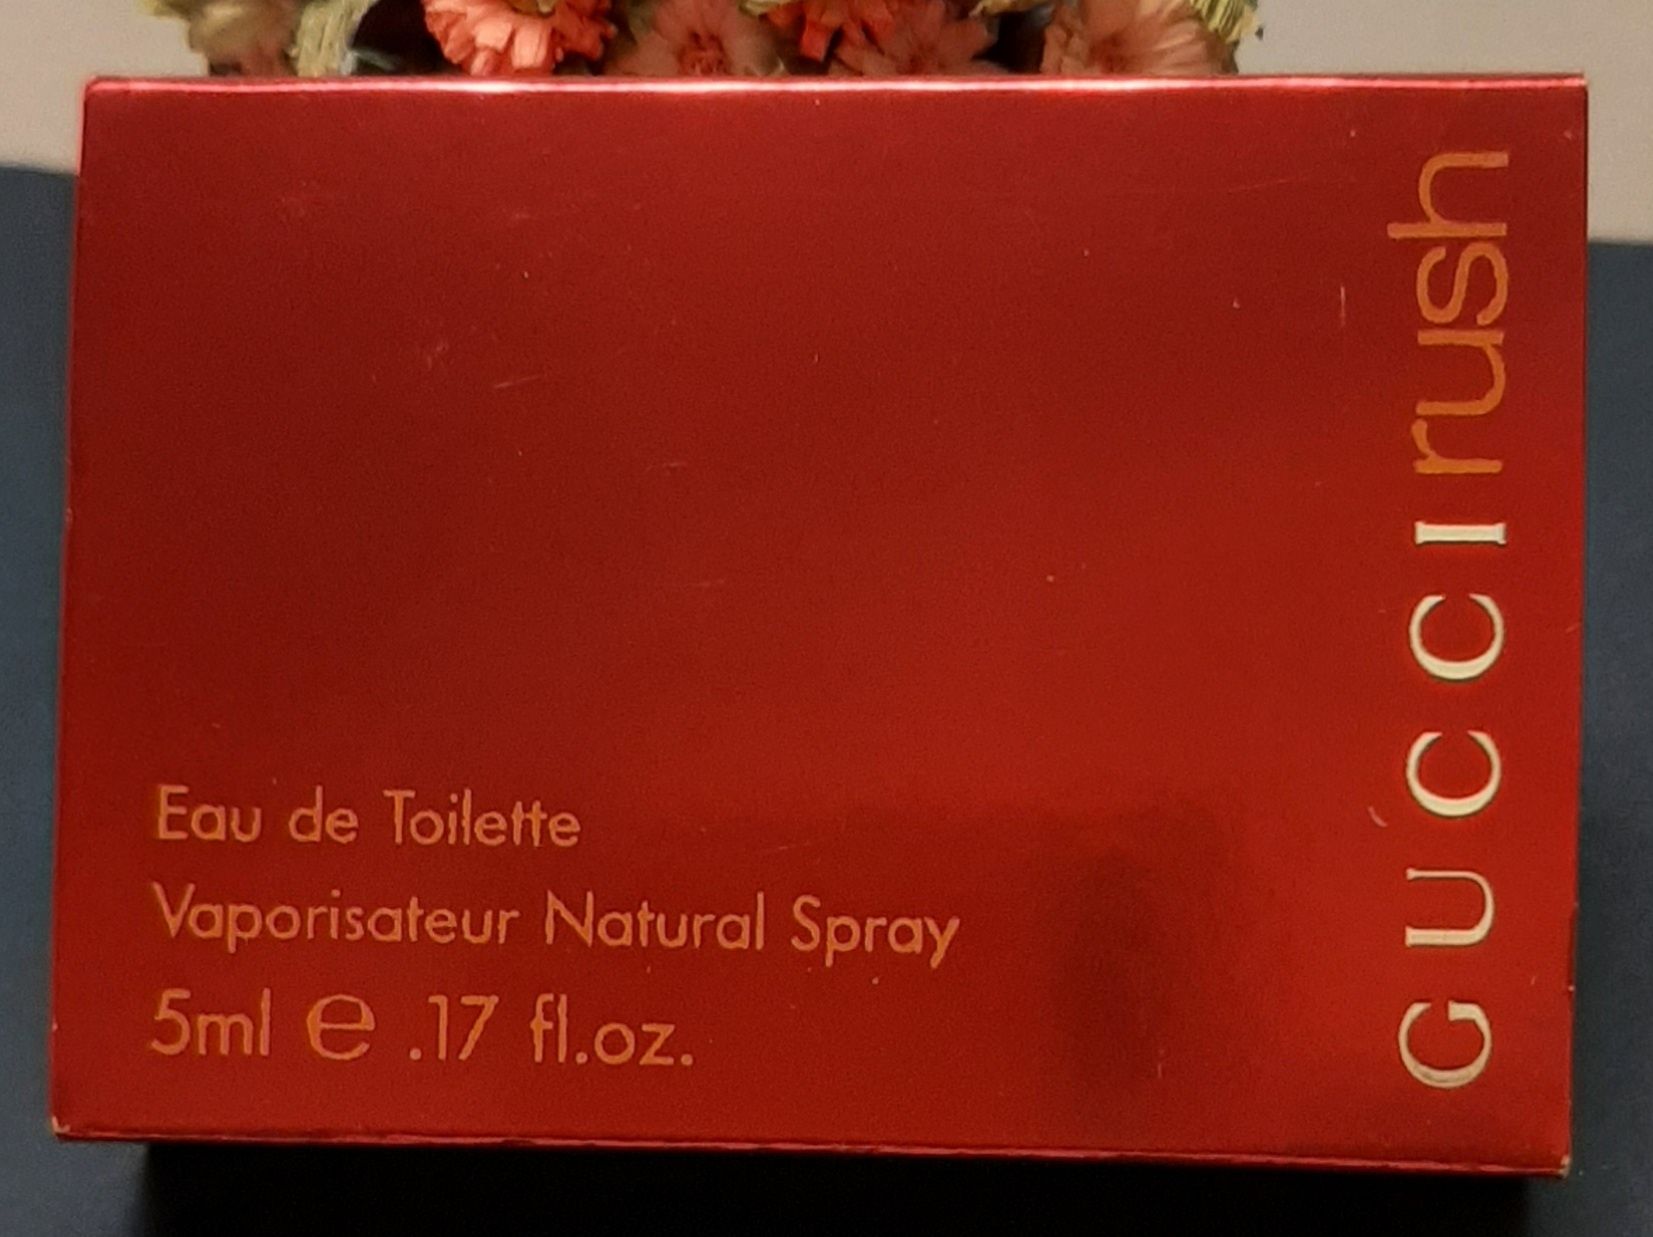 Eau de Toilette
Vaporisateur Natural Spray
5ml e .17 fl.oz.
GUCCI rush